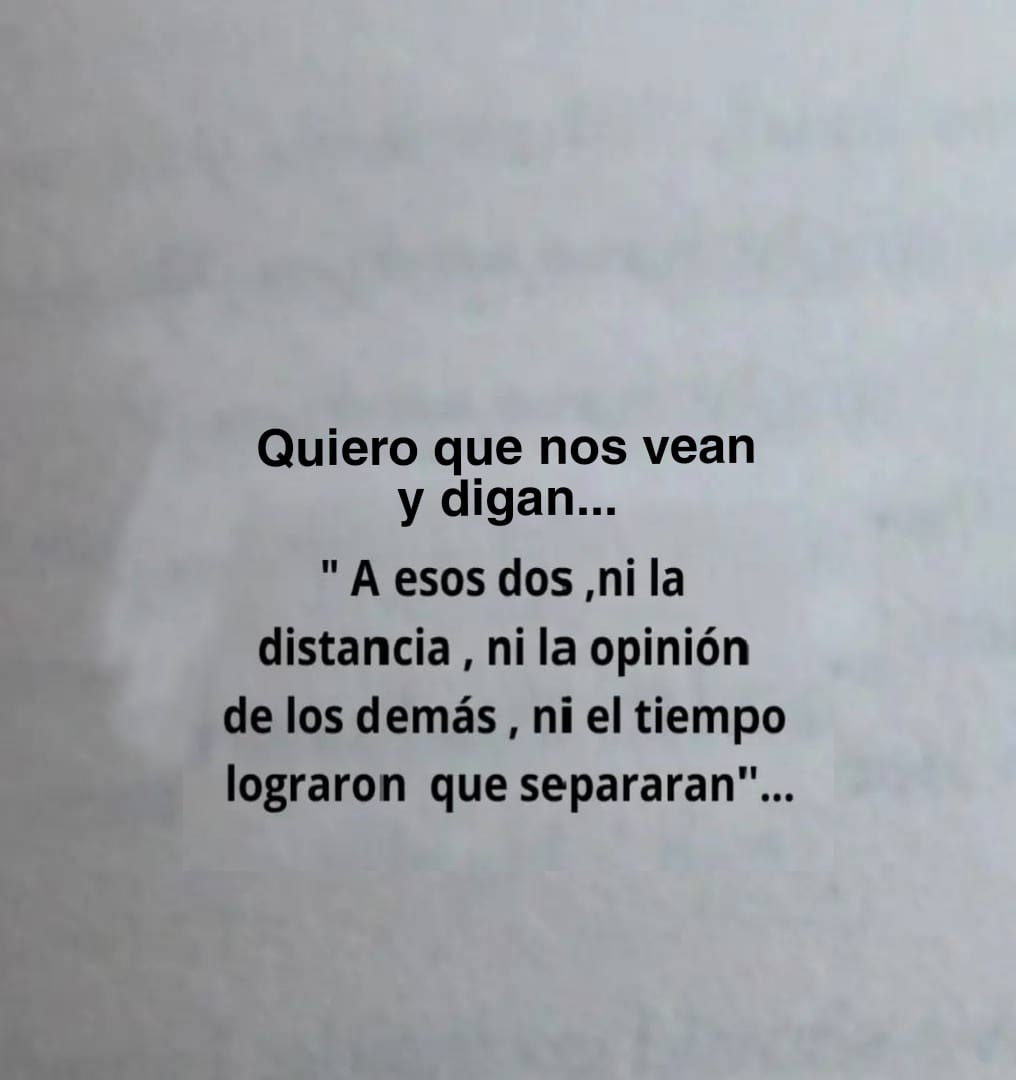 Quiero que nos vean
y digan...
" A esos dos ,ni la
distancia , ni la opinión
de los demás , ni el tiempo
lograron  que separaran"...